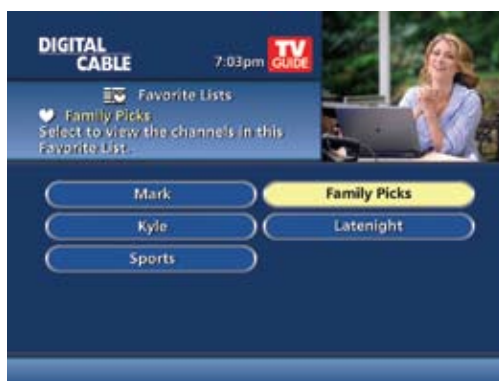 DIGITAL
CABLE
7:03pm
TV
GUIDE
Favorite Lists
Family Picks
Select to view the channels in this
Favorite List.
Mark
Family Picks
Kyle
Latenight
Sports